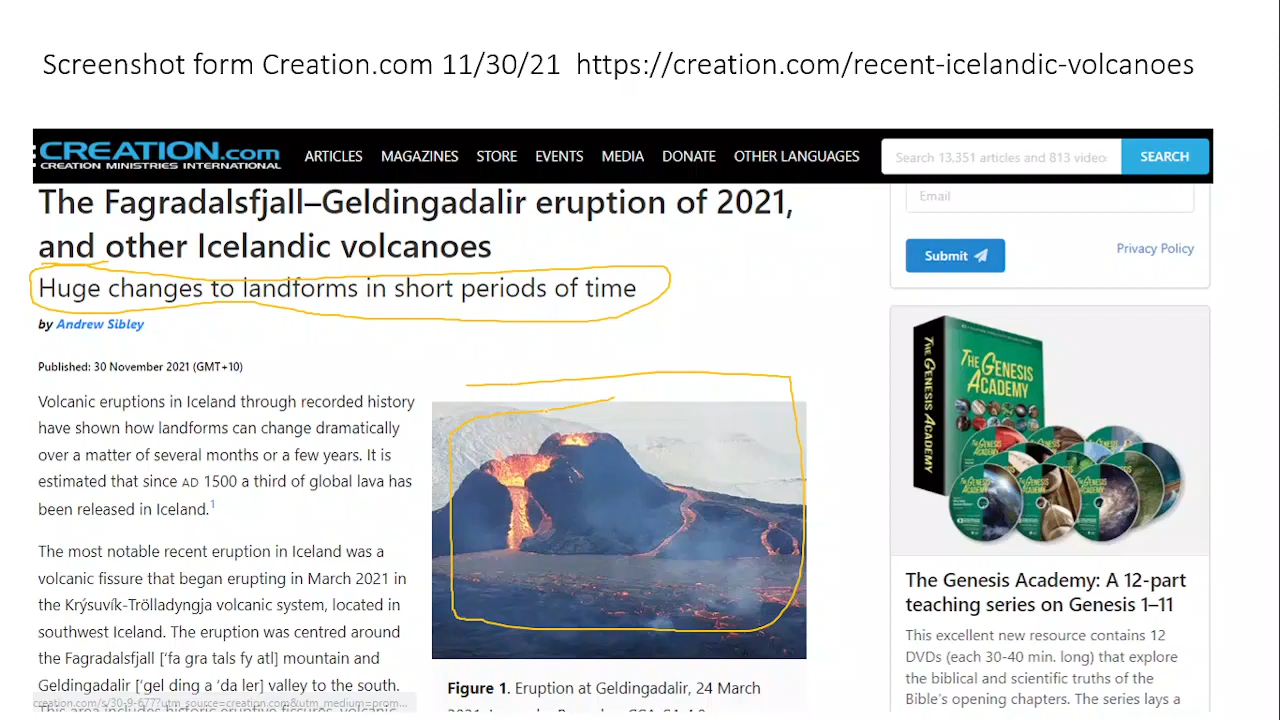 Screenshot form Creation.com 11/30/21 https://creation.com/recent-icelandic-volcanoes
CREATION.com
CREATION MINISTRIES INTERNATIONAL
ARTICLES MAGAZINES STORE EVENTS MEDIA DONATE OTHER LANGUAGES
Search 13,351 articles and 813 video
SEARCH
The Fagradalsfjall–Geldingadalir eruption of 2021,
and other Icelandic volcanoes
Huge changes to landforms in short periods of time
by Andrew Sibley
Published: 30 November 2021 (GMT+10)
Volcanic eruptions in Iceland through recorded history
have shown how landforms can change dramatically
over a matter of several months or few years. It is
estimated that since AD 1500 a third of global lava has
been released in Iceland.1
The most notable recent eruption in Iceland was a
volcanic fissure that began erupting in March 2021 in
the Krýsuvík-Trölladyngja volcanic system, located in
southwest Iceland. The eruption was centred around
the Fagradalsfjall ['fa gra tals fy atl] mountain and
Geldingadalir ['gel ding a 'da ler] valley to the south.
Figure 1. Eruption at Geldingadalir, 24 March
Email
Submit
Privacy Policy
THE GENESIS ACADEMY
THE GENESIS
ACADEMY
The Genesis Academy: A 12-part
teaching series on Genesis 1–11
This excellent new resource contains 12
DVDs (each 30-40 min. long) that explore
the biblical and scientific truths of the
Bible's opening chapters. The series lays a